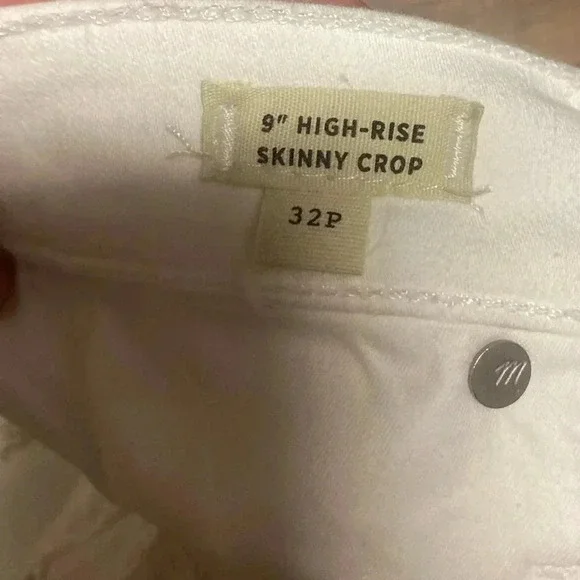 9" HIGH-RISE
SKINNY CROP
32P
m